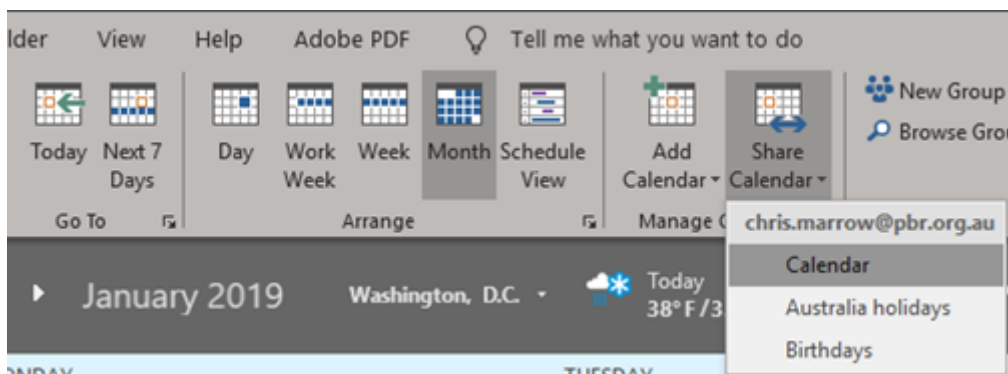 lder View Help Adobe PDF Tell me what you want to do
Today Next 7 Days Day Work Week Week Month Schedule View Add Calendar Share Calendar New Group
Browse Gro
Go To Arrange Manage C
chris.marrow@pbr.org.au
Calendar
Australia holidays
Birthdays
January 2019 Washington, D.C. Today
38° F / 3
TUESDAY